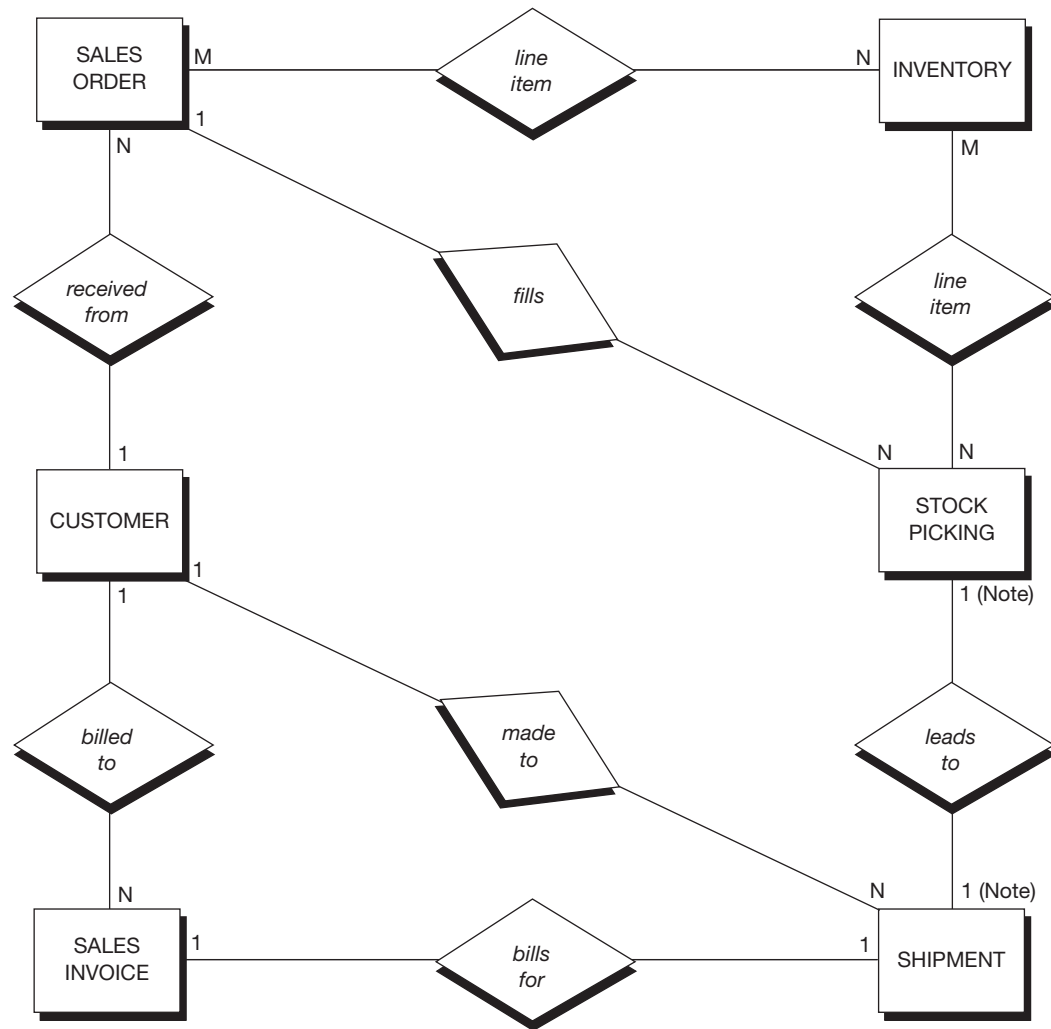 SALES
ORDER
M
line
item
N
INVENTORY
1
N
M
received
from
fills
line
item
1
N
N
CUSTOMER
STOCK
PICKING
1
1
1 (Note)
billed
to
made
to
leads
to
N
N
1 (Note)
SALES
INVOICE
1
bills
for
1
SHIPMENT